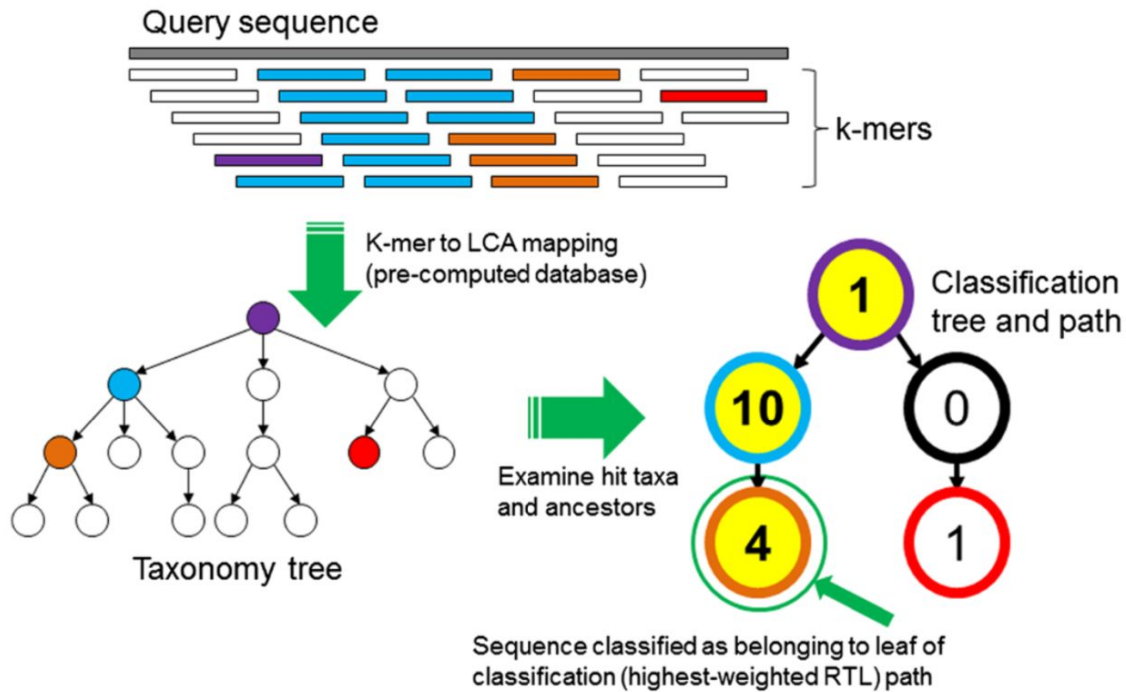 Query sequence
k-mers
K-mer to LCA mapping
(pre-computed database)
Classification
tree and path
1
10
0
4
1
Examine hit taxa
and ancestors
Taxonomy tree
Sequence classified as belonging to leaf of
classification (highest-weighted RTL) path